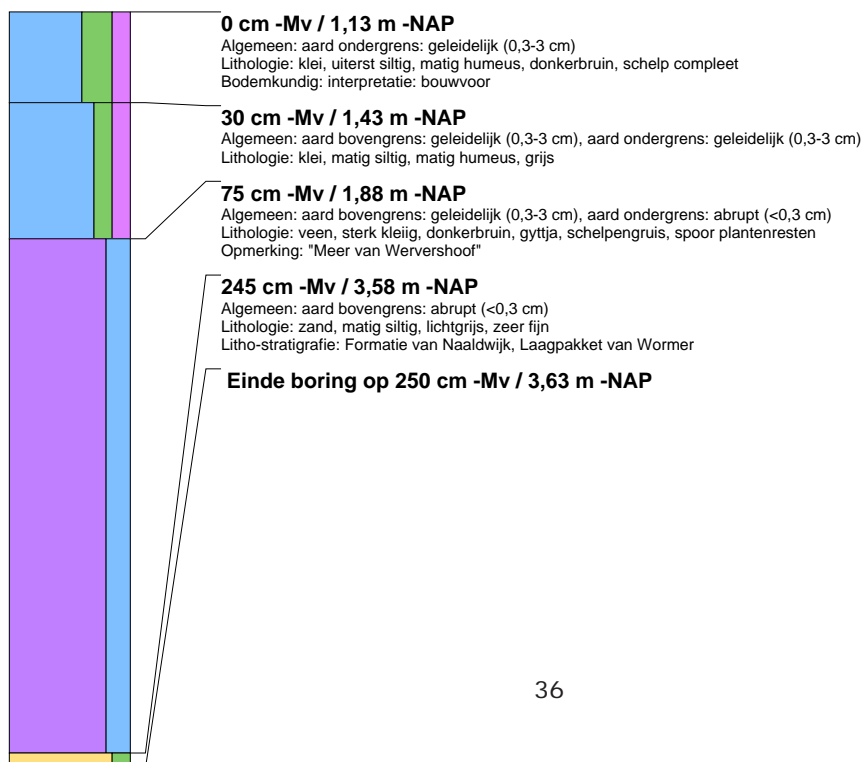 0 cm -Mv / 1,13 m -NAP
Algemeen: aard ondergrens: geleidelijk (0,3-3 cm)
Lithologie: klei, uiterst siltig, matig humeus, donkerbruin, schelp compleet
Bodemkundig: interpretatie: bouwvoor
30 cm -Mv / 1,43 m -NAP
Algemeen: aard bovengrens: geleidelijk (0,3-3 cm), aard ondergrens: geleidelijk (0,3-3 cm)
Lithologie: klei, matig siltig, matig humeus, grijs
75 cm -Mv / 1,88 m -NAP
Algemeen: aard bovengrens: geleidelijk (0,3-3 cm), aard ondergrens: abrupt (<0,3 cm)
Lithologie: veen, sterk kleiig, donkerbruin, gyttja, schelpengruis, spoor plantenresten
Opmerking: "Meer van Wervershoof"
245 cm -Mv / 3,58 m -NAP
Algemeen: aard bovengrens: abrupt (<0,3 cm)
Lithologie: zand, matig siltig, lichtgrijs, zeer fijn
Litho-stratigrafie: Formatie van Naaldwijk, Laagpakket van Wormer
Einde boring op 250 cm -Mv / 3,63 m -NAP
36